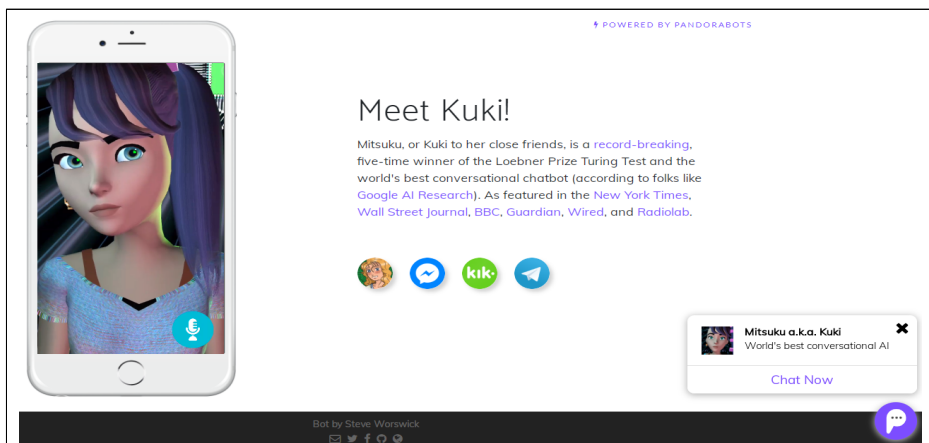 POWERED BY PANDORABOTS
Meet Kuki!
Mitsuku, or Kuki to her close friends, is a record-breaking,
five-time winner of the Loebner Prize Turing Test and the
world's best conversational chatbot (according to folks like
Google AI Research). As featured in the New York Times,
Wall Street Journal, BBC, Guardian, Wired, and Radiolab.
kik·
Mitsuku a.k.a. Kuki
World's best conversational AI
Chat Now
Bot by Steve Worswick